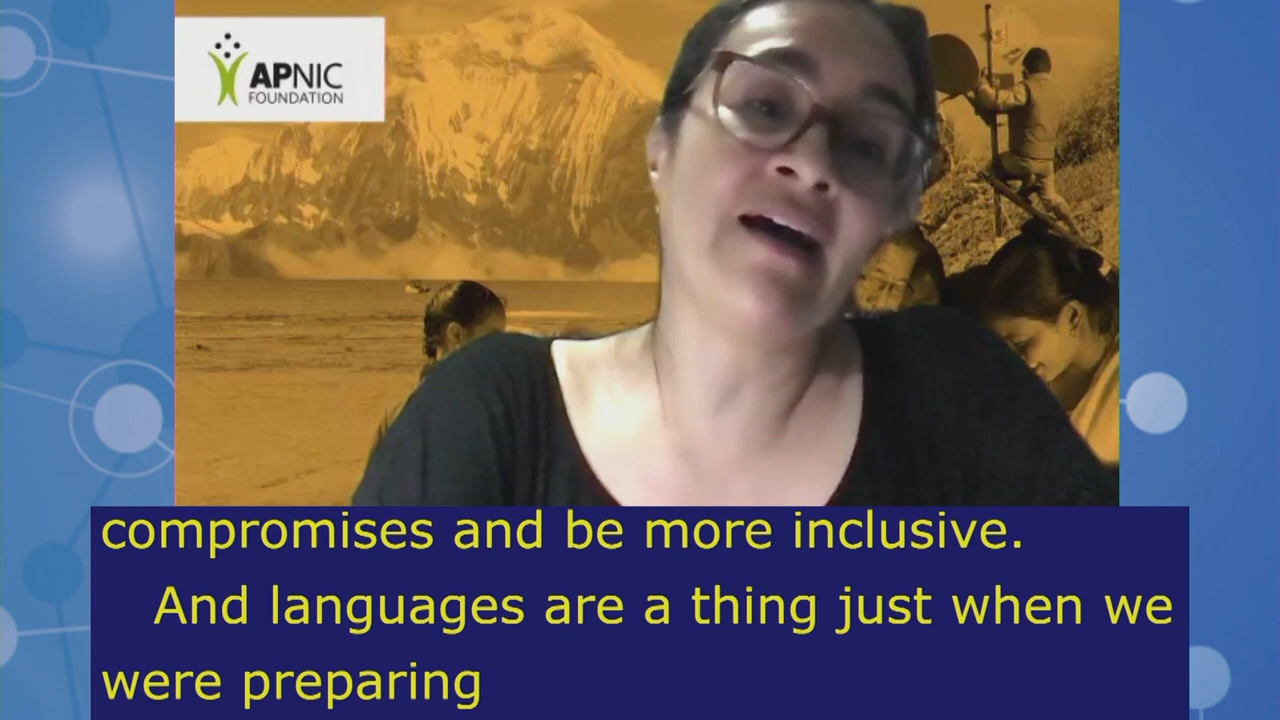 APNIC
FOUNDATION
compromises and be more inclusive.
And languages are a thing just when we
were preparing